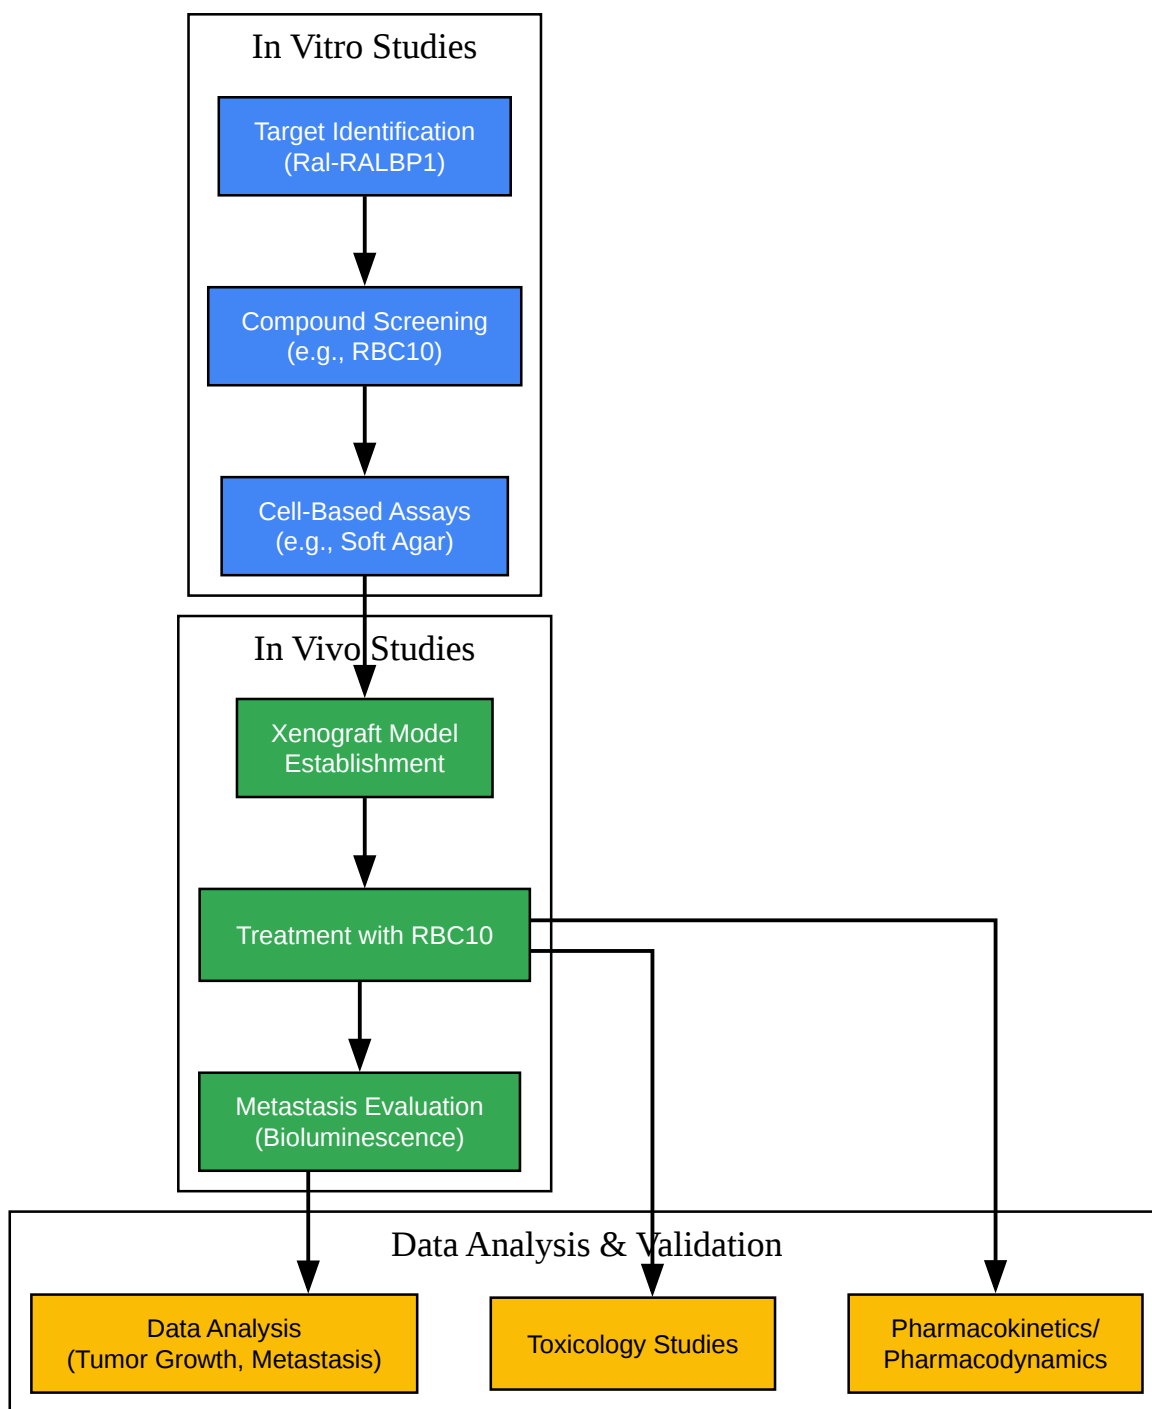 In Vitro Studies
Target Identification
(Ral-RALBP1)
Compound Screening
(e.g., RBC10)
Cell-Based Assays
(e.g., Soft Agar)
In Vivo Studies
Xenograft Model
Establishment
Treatment with RBC10
Metastasis Evaluation
(Bioluminescence)
Data Analysis & Validation
Data Analysis
(Tumor Growth, Metastasis)
Toxicology Studies
Pharmacokinetics/
Pharmacodynamics